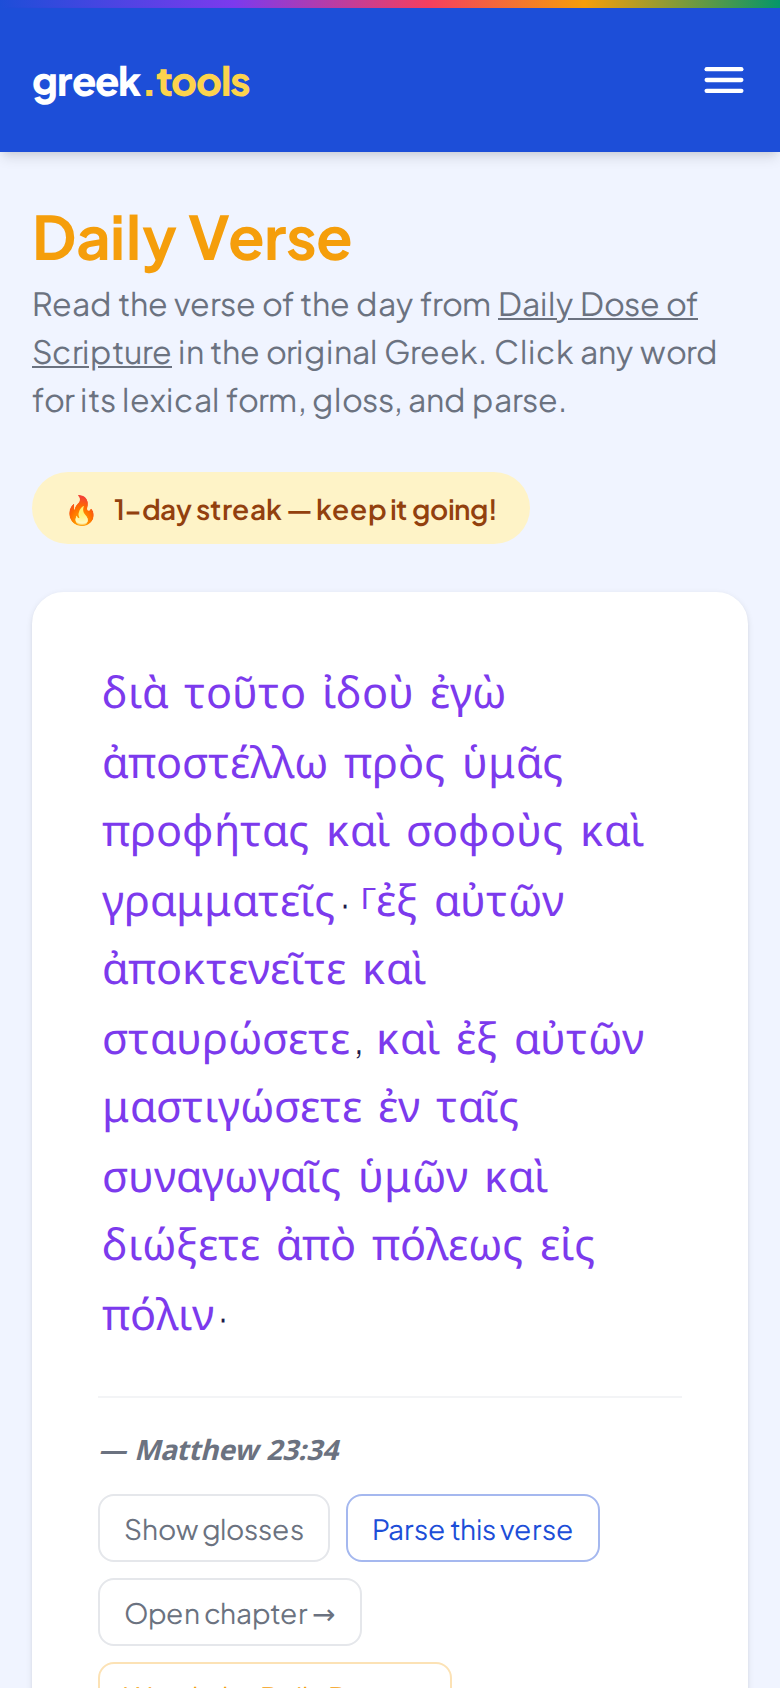 greek.tools
Daily Verse
Read the verse of the day from Daily Dose of
Scripture in the original Greek. Click any word
for its lexical form, gloss, and parse.
🔥 1-day streak — keep it going!
διὰ τοῦτο ἰδοὺ ἐγὼ
ἀποστέλλω πρὸς ὑμᾶς
προφήτας καὶ σοφοὺς καὶ
γραμματεῖς· ⸀ἐξ αὐτῶν
ἀποκτενεῖτε καὶ
σταυρώσετε, καὶ ἐξ αὐτῶν
μαστιγώσετε ἐν ταῖς
συναγωγαῖς ὑμῶν καὶ
διώξετε ἀπὸ πόλεως εἰς
πόλιν·
— Matthew 23:34
Show glosses Parse this verse
Open chapter →